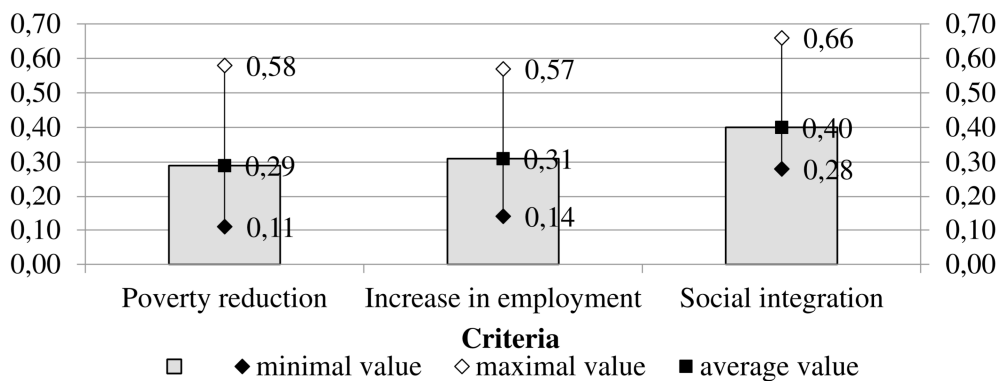 0,70 0,70
0,66
0,60 0,58 0,57 0,60
0,50 0,50
0,40 0,40 0,40
0,30 0,29 0,31 0,28 0,30
0,20 0,20
0,10 0,11 0,14 0,10
0,00 0,00
Poverty reduction Increase in employment Social integration
Criteria
minimal value maximal value average value